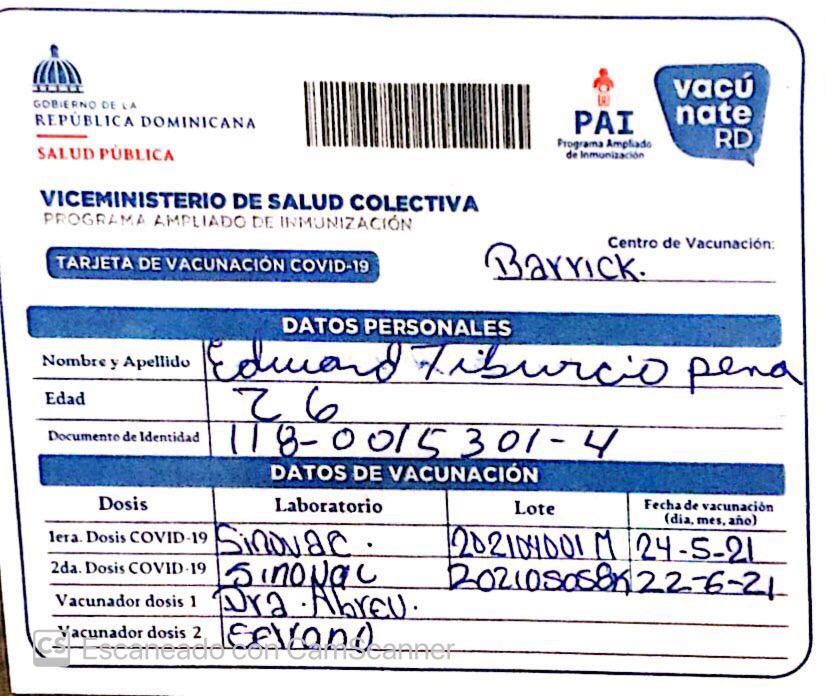 GOBIERNO DE LA
REPÚBLICA DOMINICANA
SALUD PÚBLICA
PAI
Programa Ampliado
de Inmunización
vacú
nate
RD
VICEMINISTERIO DE SALUD COLECTIVA
PROGRAMA AMPLIADO DE INMUNIZACIÓN
TARJETA DE VACUNACIÓN COVID-19
Centro de Vacunación:
Barrick.
DATOS PERSONALES
Nombre y Apellido Eduard Tiburcio pena
Edad 26
Documento de Identidad 118-0015301-4
DATOS DE VACUNACIÓN
Dosis Laboratorio Lote Fecha de vacunación
(dia, mes, año)
1era. Dosis COVID-19 Sinovac. 202104001 M 24-5-21
2da. Dosis COVID-19 Sinovac 22-6-21
Vacunador dosis 1 Dra. Abreu.
Vacunador dosis 2
CS Escaneado con CamScanner